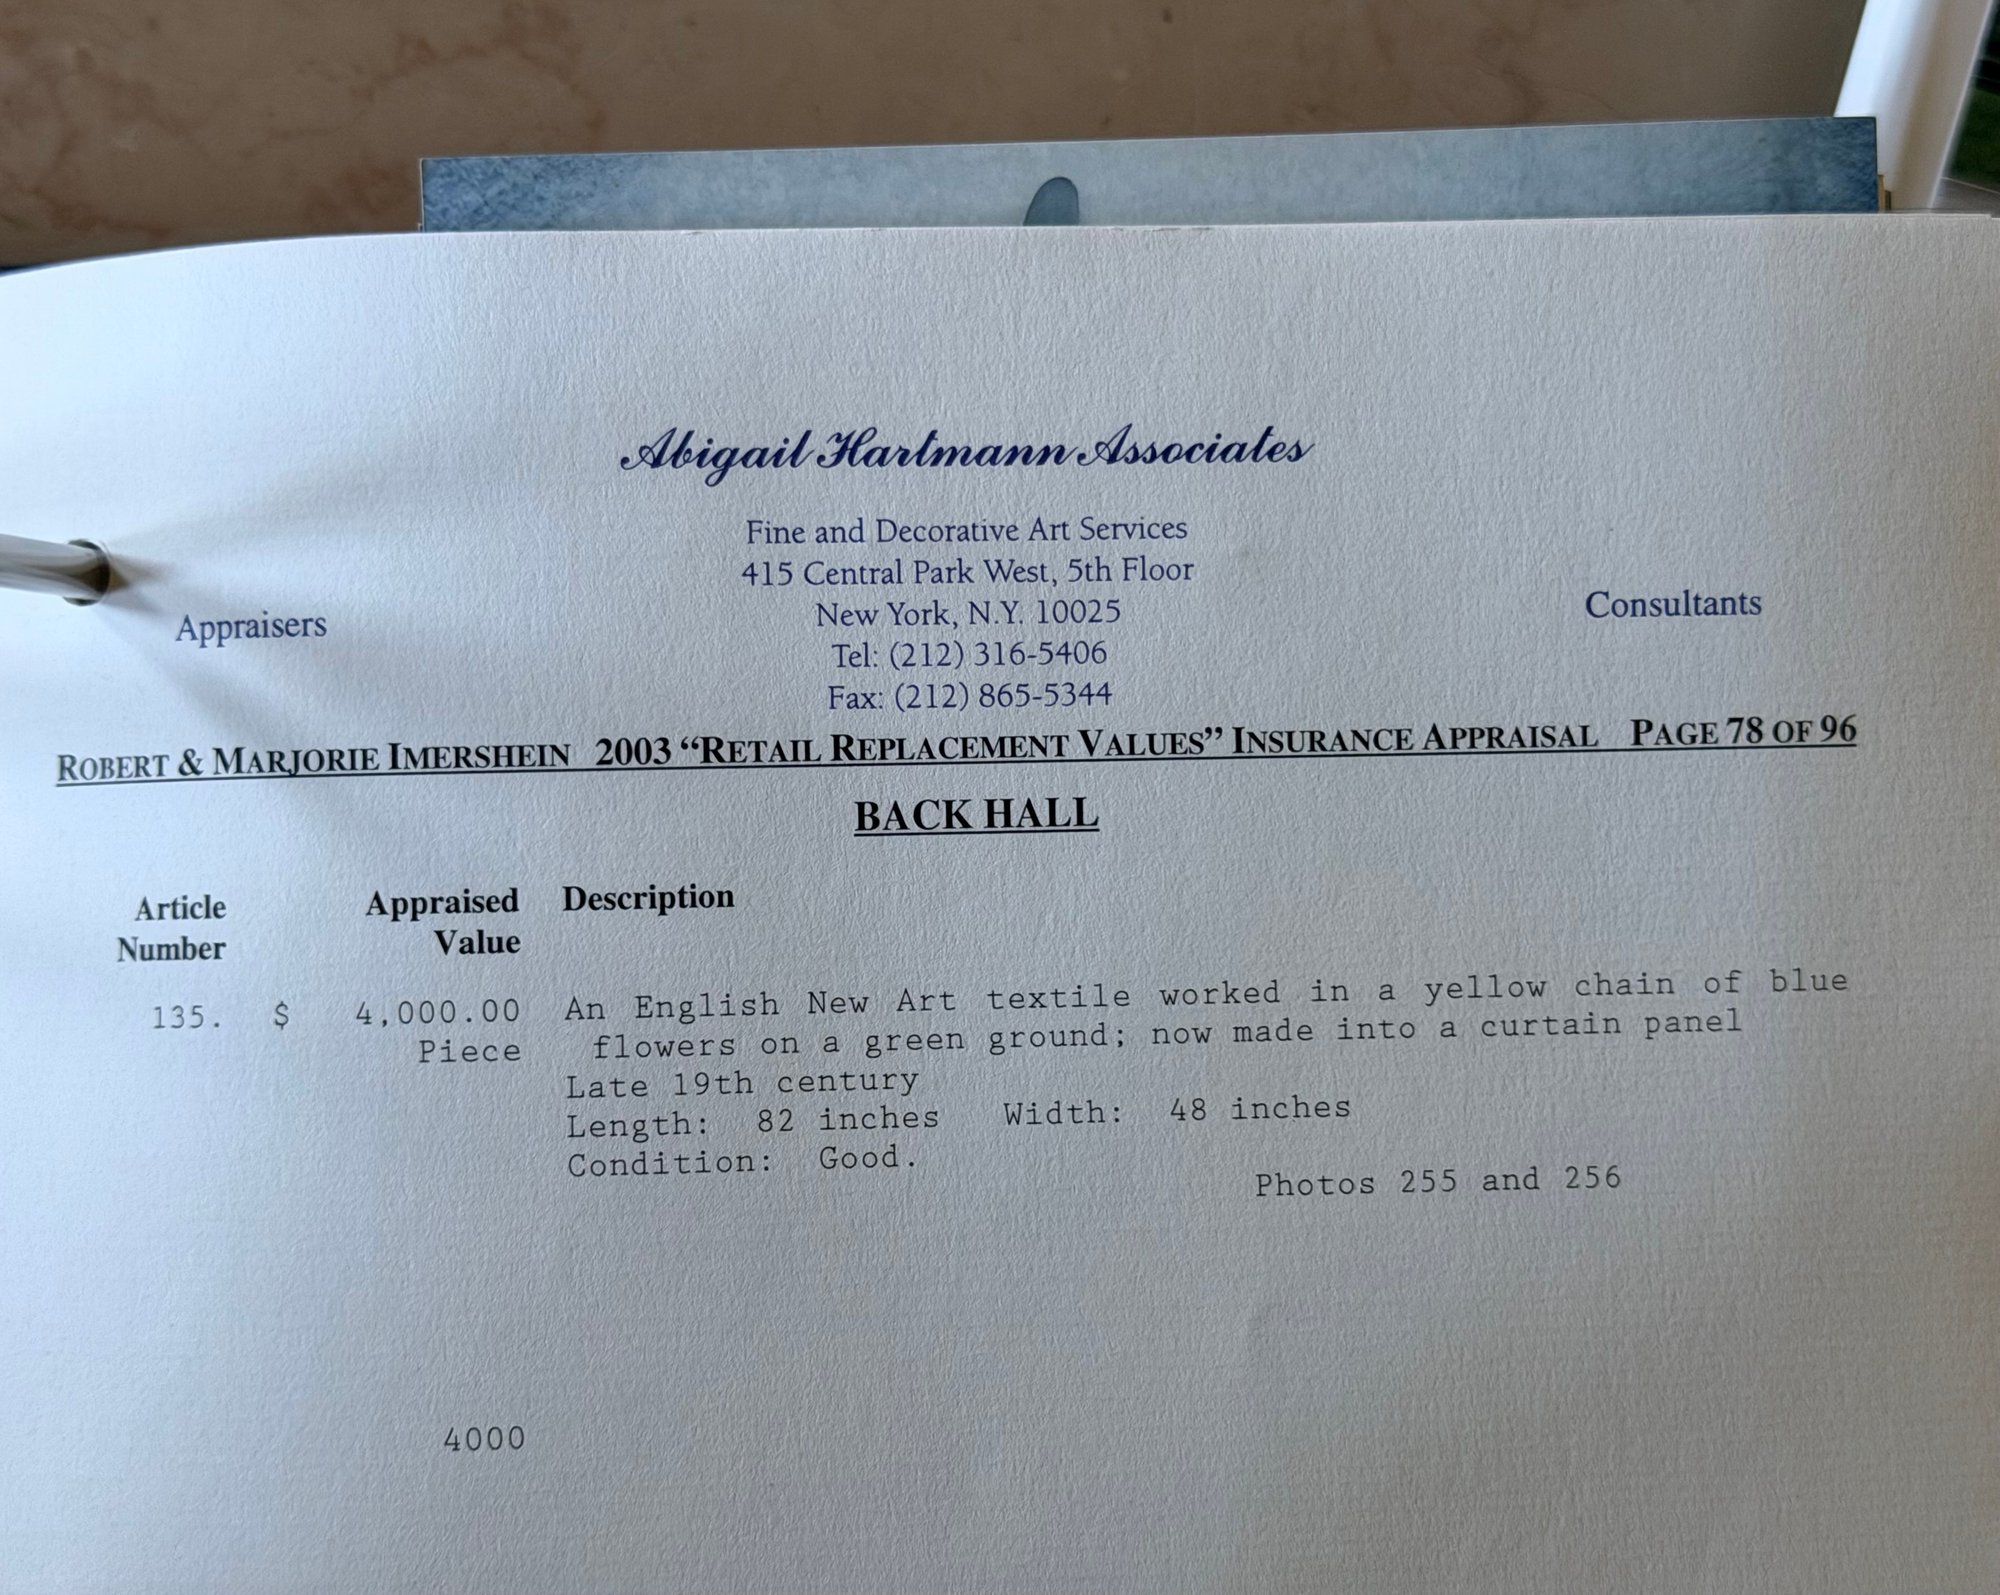 Abigail Hartmann Associates
Fine and Decorative Art Services
415 Central Park West, 5th Floor
New York, N.Y. 10025
Tel: (212) 316-5406
Fax: (212) 865-5344
Appraisers
Consultants
ROBERT & MARJORIE IMERSHEIN 2003 “RETAIL REPLACEMENT VALUES” INSURANCE APPRAISAL PAGE 78 OF 96
BACK HALL
Article Number
Appraised Value
Description
135. $ 4,000.00 An English New Art textile worked in a yellow chain of blue
Piece flowers on a green ground; now made into a curtain panel
Late 19th century
Length: 82 inches Width: 48 inches
Condition: Good.
Photos 255 and 256
4000